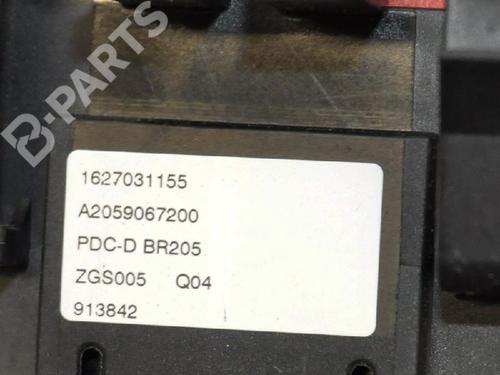 B-PARTS
1627031155
A2059067200
PDC-D BR205
ZGS005 Q04
913842